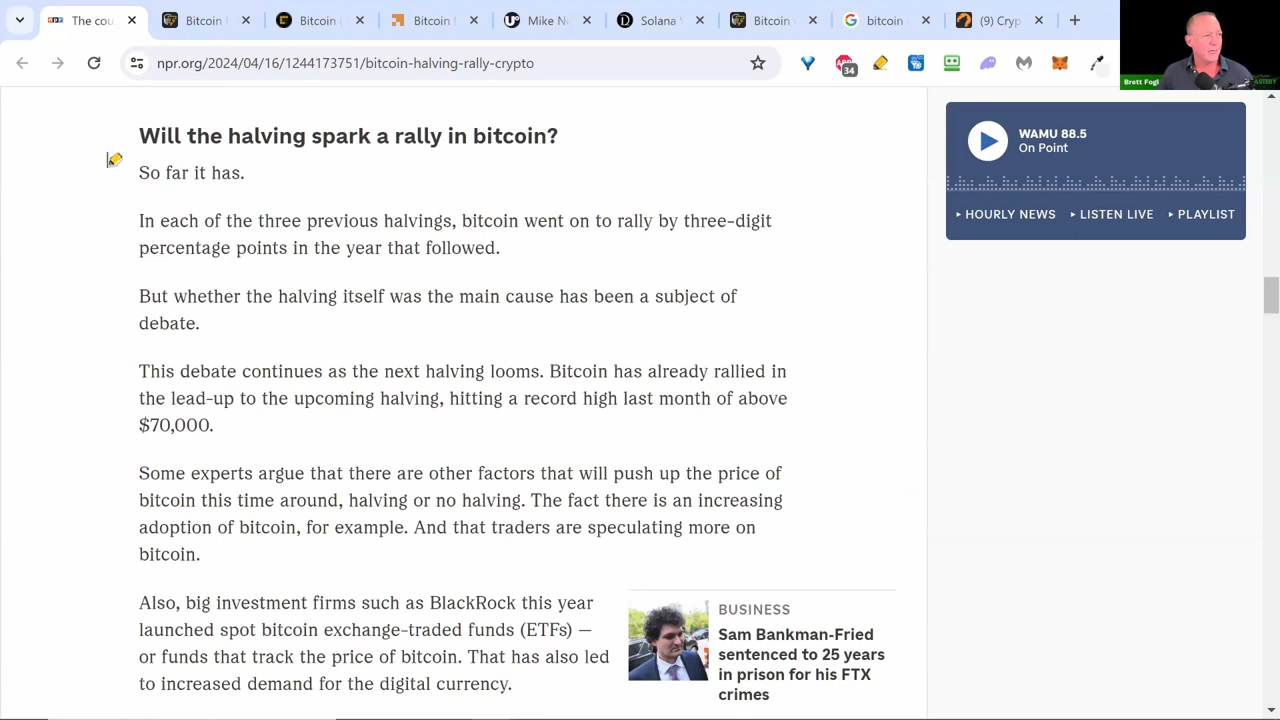 The cou
Bitcoin h
Bitcoin (
Bitcoin
Mike N
Solana
Bitcoin
bitcoin
(9) Cryp
npr.org/2024/04/16/1244173751/bitcoin-halving-rally-crypto
34
Brett Fogl
Will the halving spark a rally in bitcoin?
So far it has.
In each of the three previous halvings, bitcoin went on to rally by three-digit
percentage points in the year that followed.
But whether the halving itself was the main cause has been a subject of
debate.
This debate continues as the next halving looms. Bitcoin has already rallied in
the lead-up to the upcoming halving, hitting a record high last month of above
$70,000.
Some experts argue that there are other factors that will push up the price of
bitcoin this time around, halving or no halving. The fact there is an increasing
adoption of bitcoin, for example. And that traders are speculating more on
bitcoin.
Also, big investment firms such as BlackRock this year
launched spot bitcoin exchange-traded funds (ETFs) —
or funds that track the price of bitcoin. That has also led
to increased demand for the digital currency.
BUSINESS
Sam Bankman-Fried
sentenced to 25 years
in prison for his FTX
crimes
WAMU 88.5
On Point
HOURLY NEWS
LISTEN LIVE
PLAYLIST